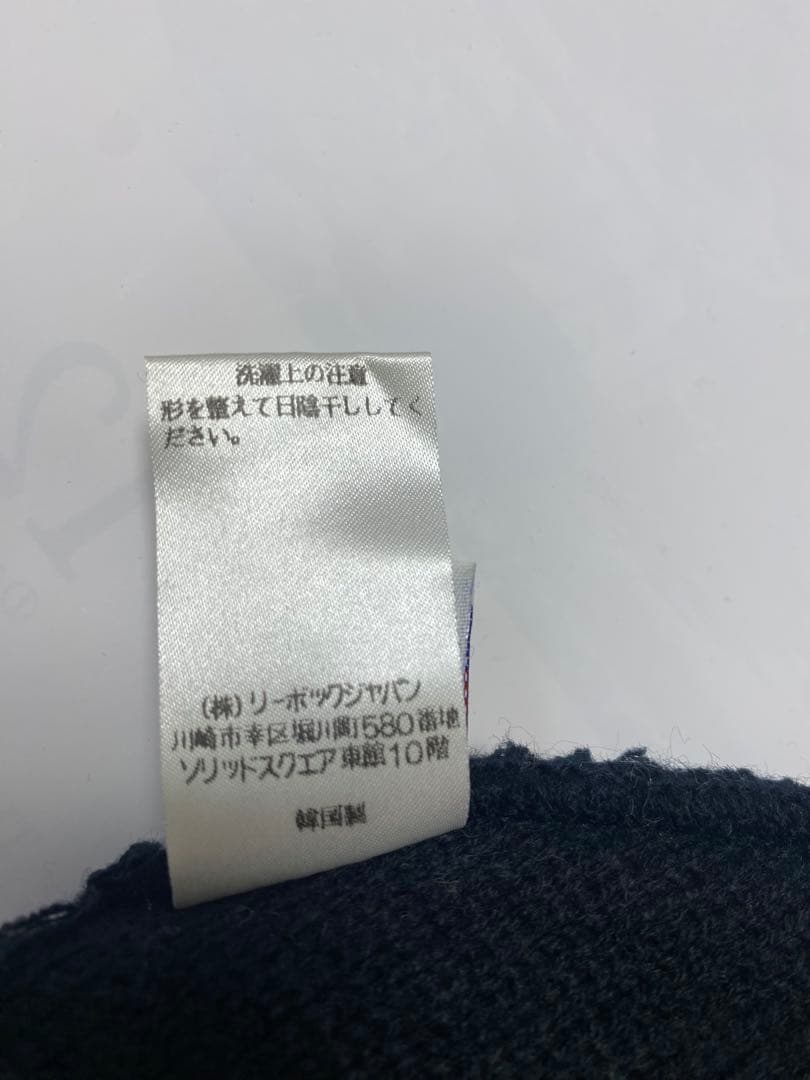 洗濯上の注意
形を整えて日陰干ししてく
ださい。
(株)リーボックジャパン
川崎市幸区堀川町580番地
ソリッドスクエア東館10階
韓国製